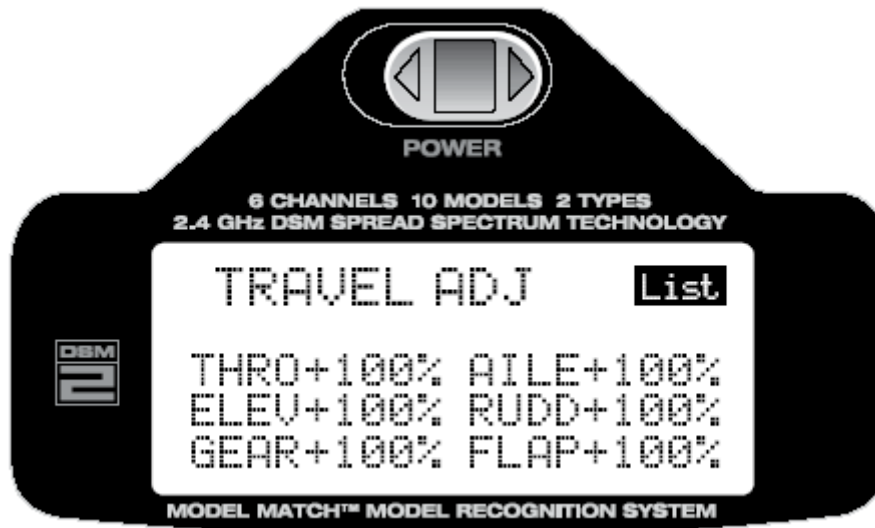 POWER
6 CHANNELS 10 MODELS 2 TYPES
2.4 GHz DSM SPREAD SPECTRUM TECHNOLOGY
TRAVEL ADJ List
DSM
2
THRO+100% AILE+100%
ELEV+100% RUDD+100%
GEAR+100% FLAP+100%
MODEL MATCH™ MODEL RECOGNITION SYSTEM